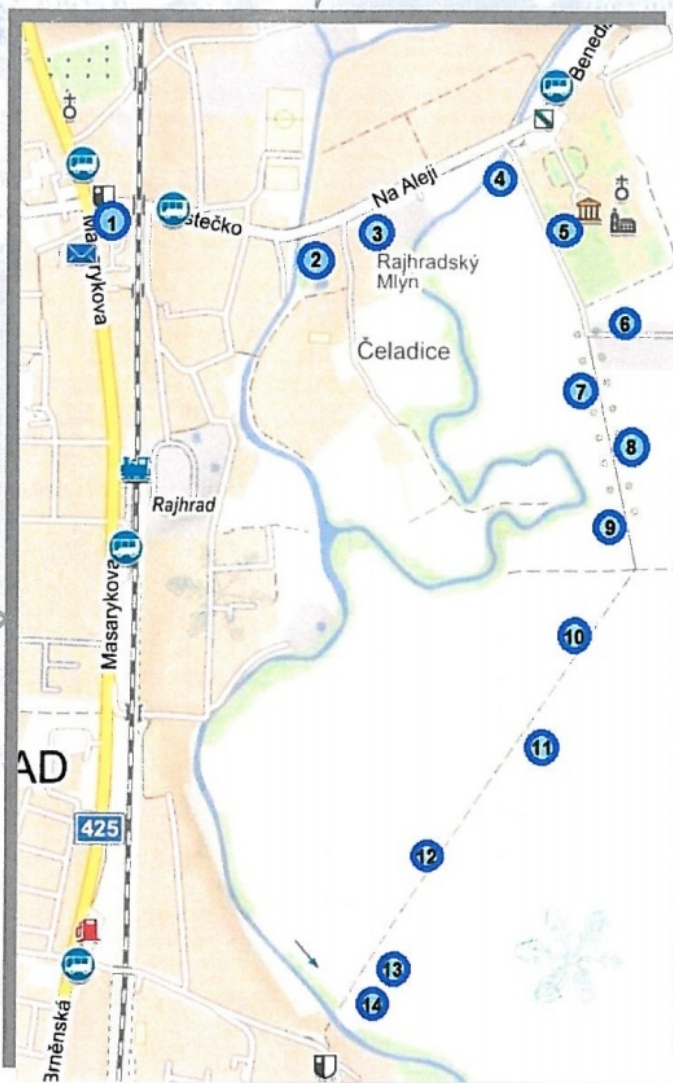 Benedi
Na Aleji
4
1
stečko
Masarykova
2
3
5
Rajhradský
Mlýn
6
Čeladice
7
8
Rajhrad
9
Masarykova
10
11
AD
425
12
13
14
Brněnská